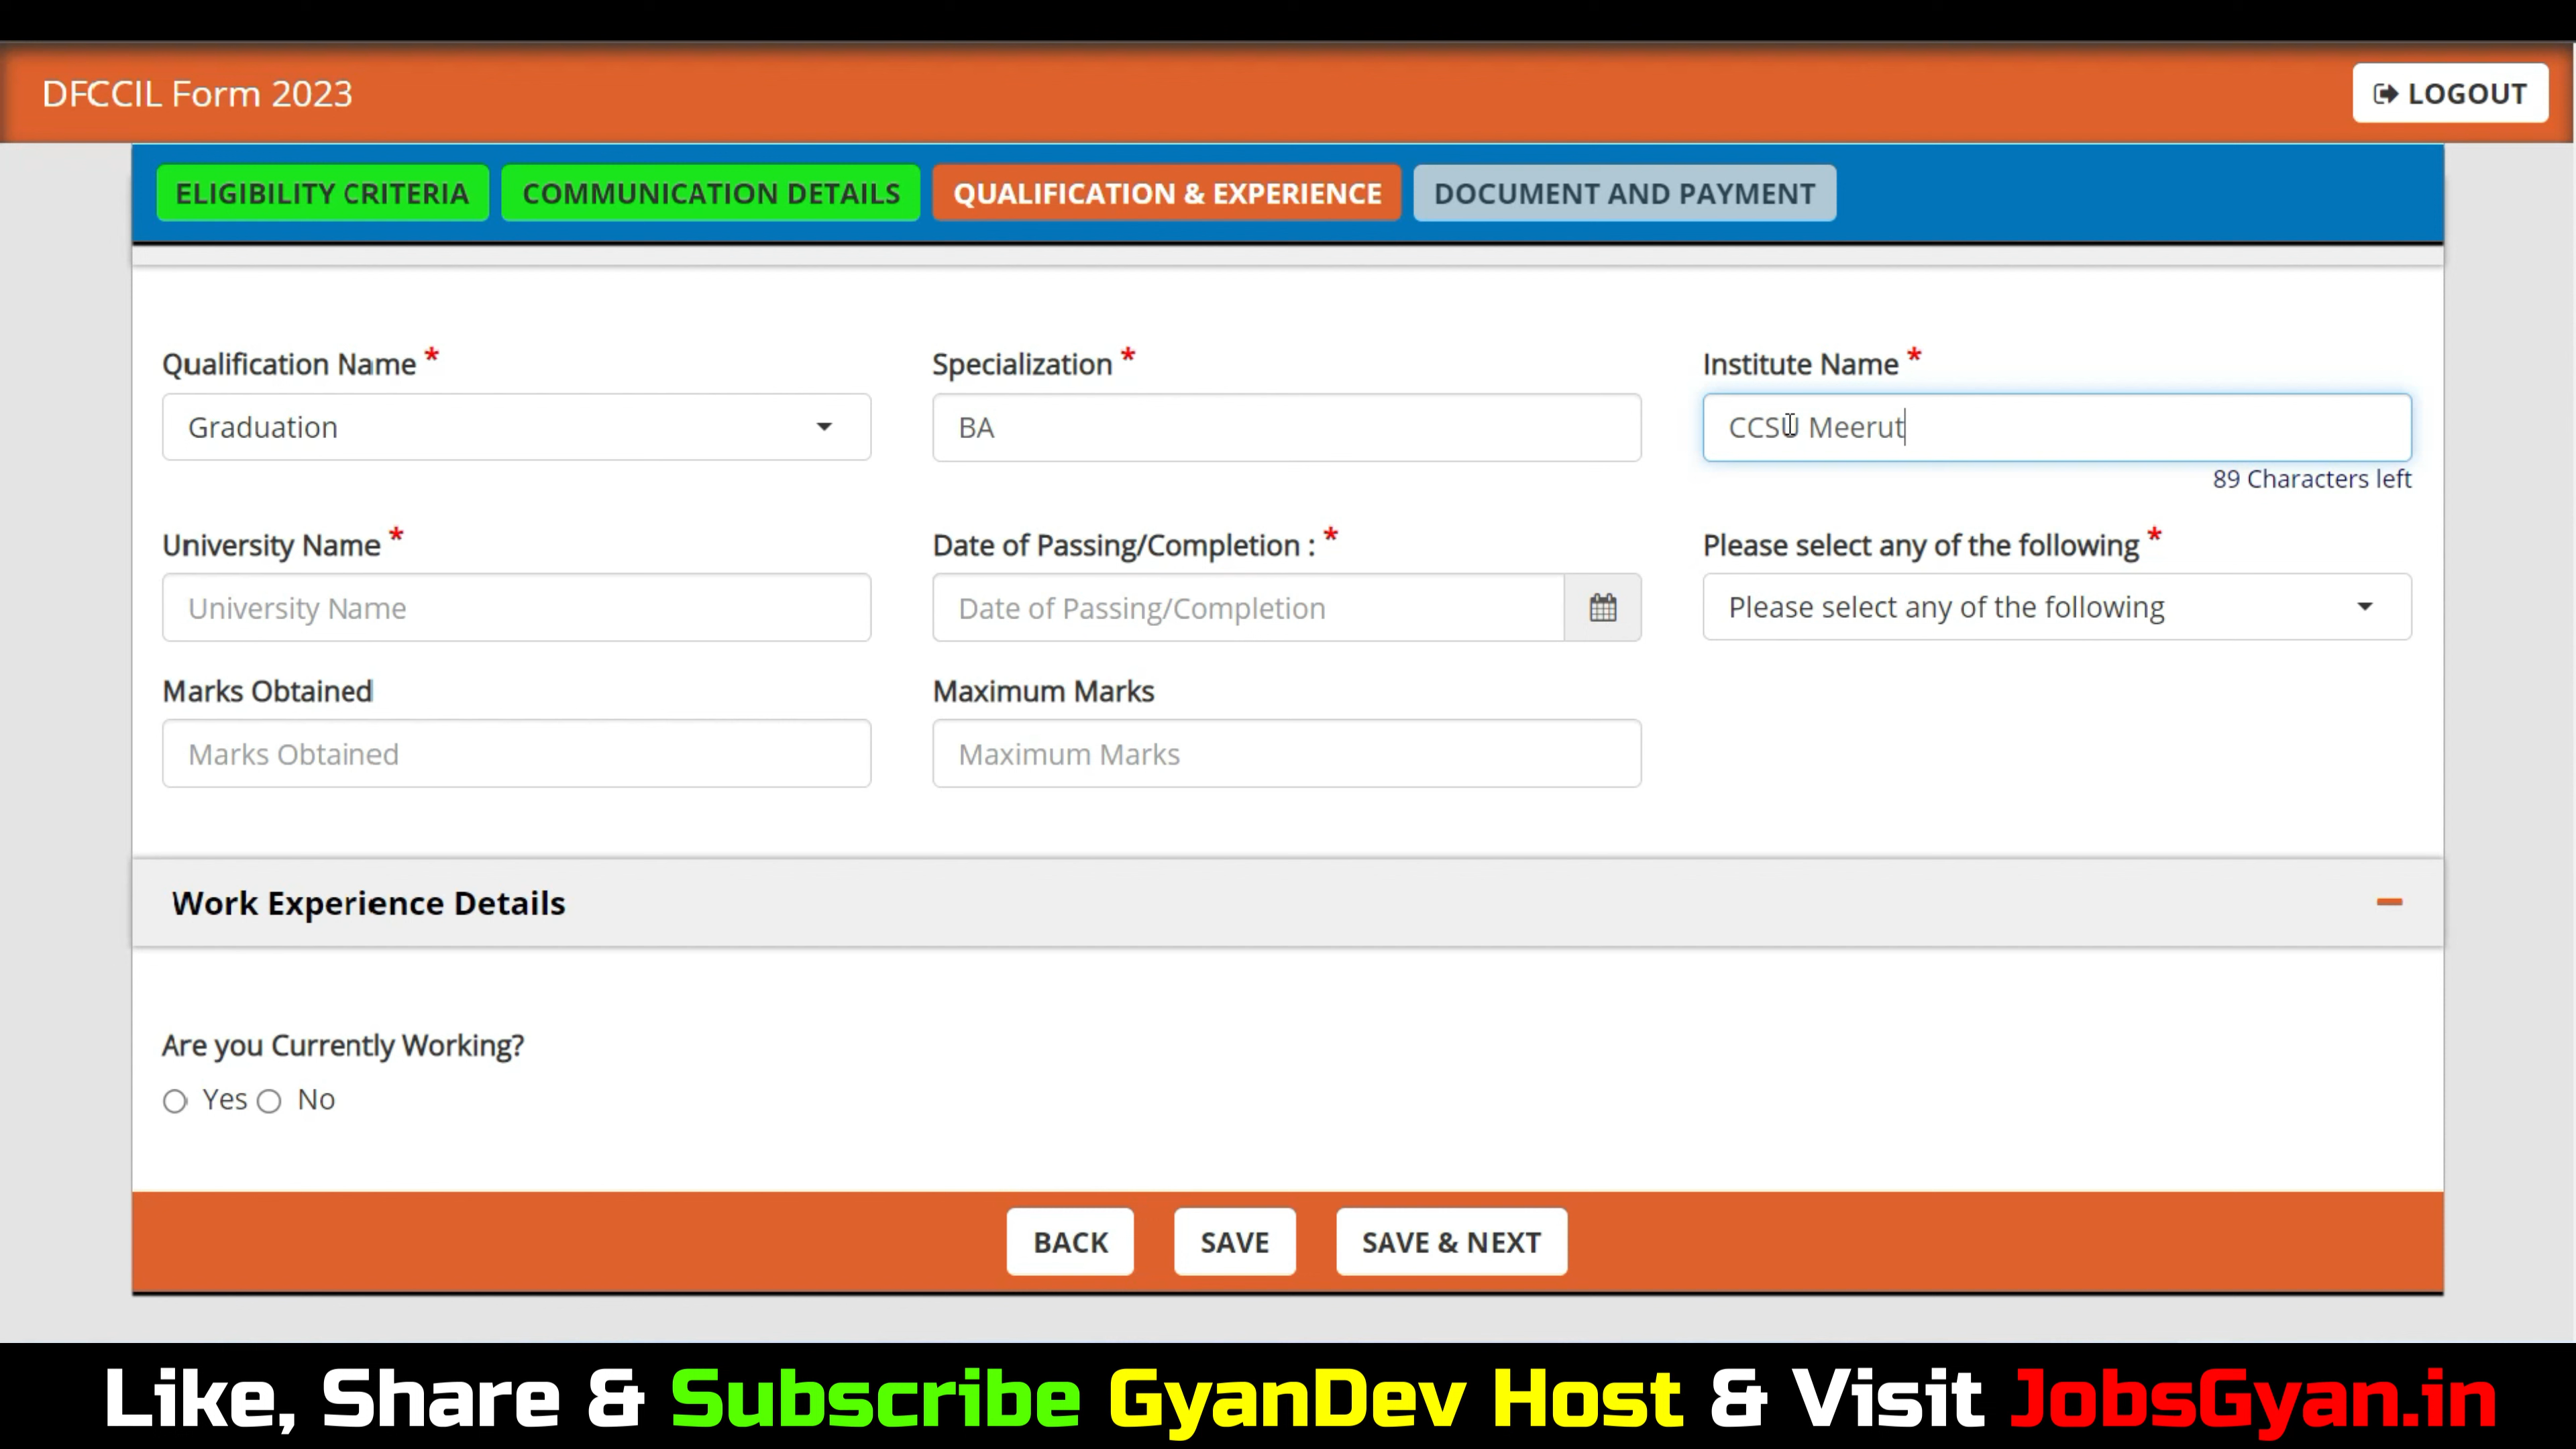 DFCCIL Form 2023
LOGOUT
ELIGIBILITY CRITERIA
COMMUNICATION DETAILS
QUALIFICATION & EXPERIENCE
DOCUMENT AND PAYMENT
Qualification Name *
Specialization *
Institute Name *
Graduation
BA
CCSU Meerut
89 Characters left
University Name *
Date of Passing/Completion : *
Please select any of the following *
University Name
Date of Passing/Completion
Please select any of the following
Marks Obtained
Maximum Marks
Marks Obtained
Maximum Marks
Work Experience Details
Are you Currently Working?
Yes No
BACK
SAVE
SAVE & NEXT
Like, Share & Subscribe GyanDev Host & Visit JobsGyan.in